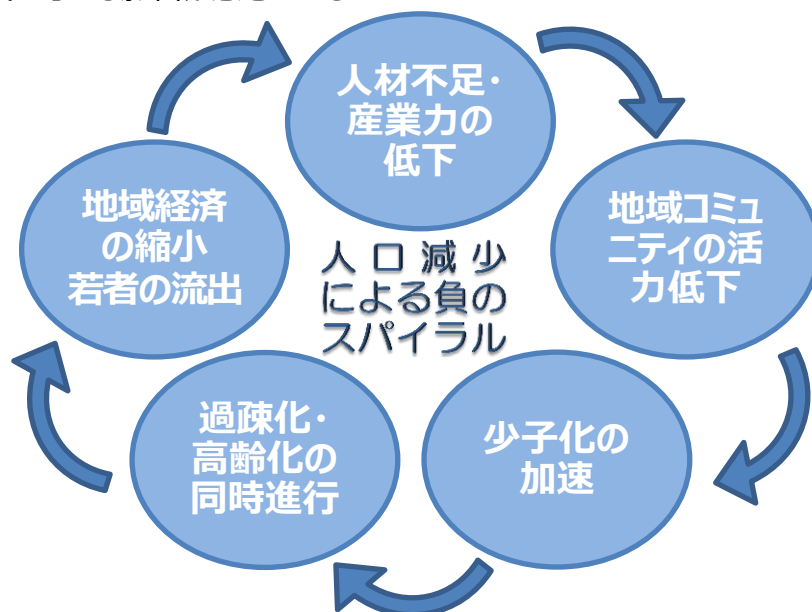 人材不足・
産業力の
低下
地域コミュ
ニティの活
力低下
少子化の
加速
過疎化・
高齢化の
同時進行
地域経済
の縮小
若者の流出
人口減少
による負の
スパイラル